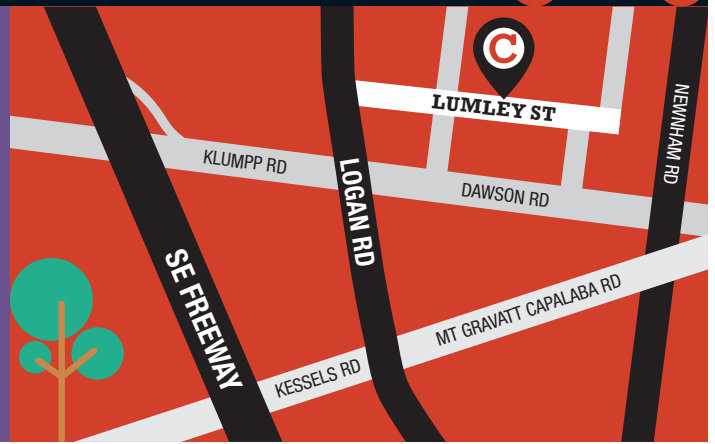 C
LUMLEY ST
NEWNHAM RD
KLUMPP RD
LOGAN RD
DAWSON RD
SE FREEWAY
MT GRAVATT CAPALABA RD
KESSELS RD